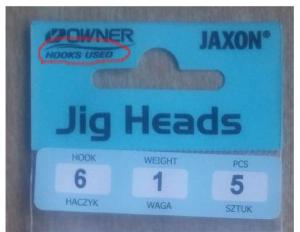 OWNER JAXON®
HOOKS USED
Jig Heads
HOOK WEIGHT PCS
6 1 5
HACZYK WAGA SZTUK